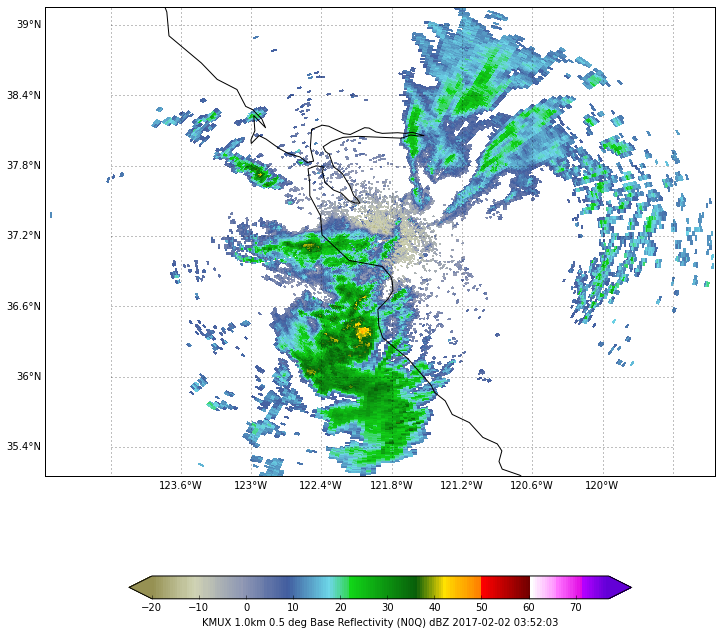 39°N
38.4°N
37.8°N
37.2°N
36.6°N
36°N
35.4°N
123.6°W 123°W 122.4°W 121.8°W 121.2°W 120.6°W 120°W
−20 −10 0 10 20 30 40 50 60 70
KMUX 1.0km 0.5 deg Base Reflectivity (N0Q) dBZ 2017-02-02 03:52:03